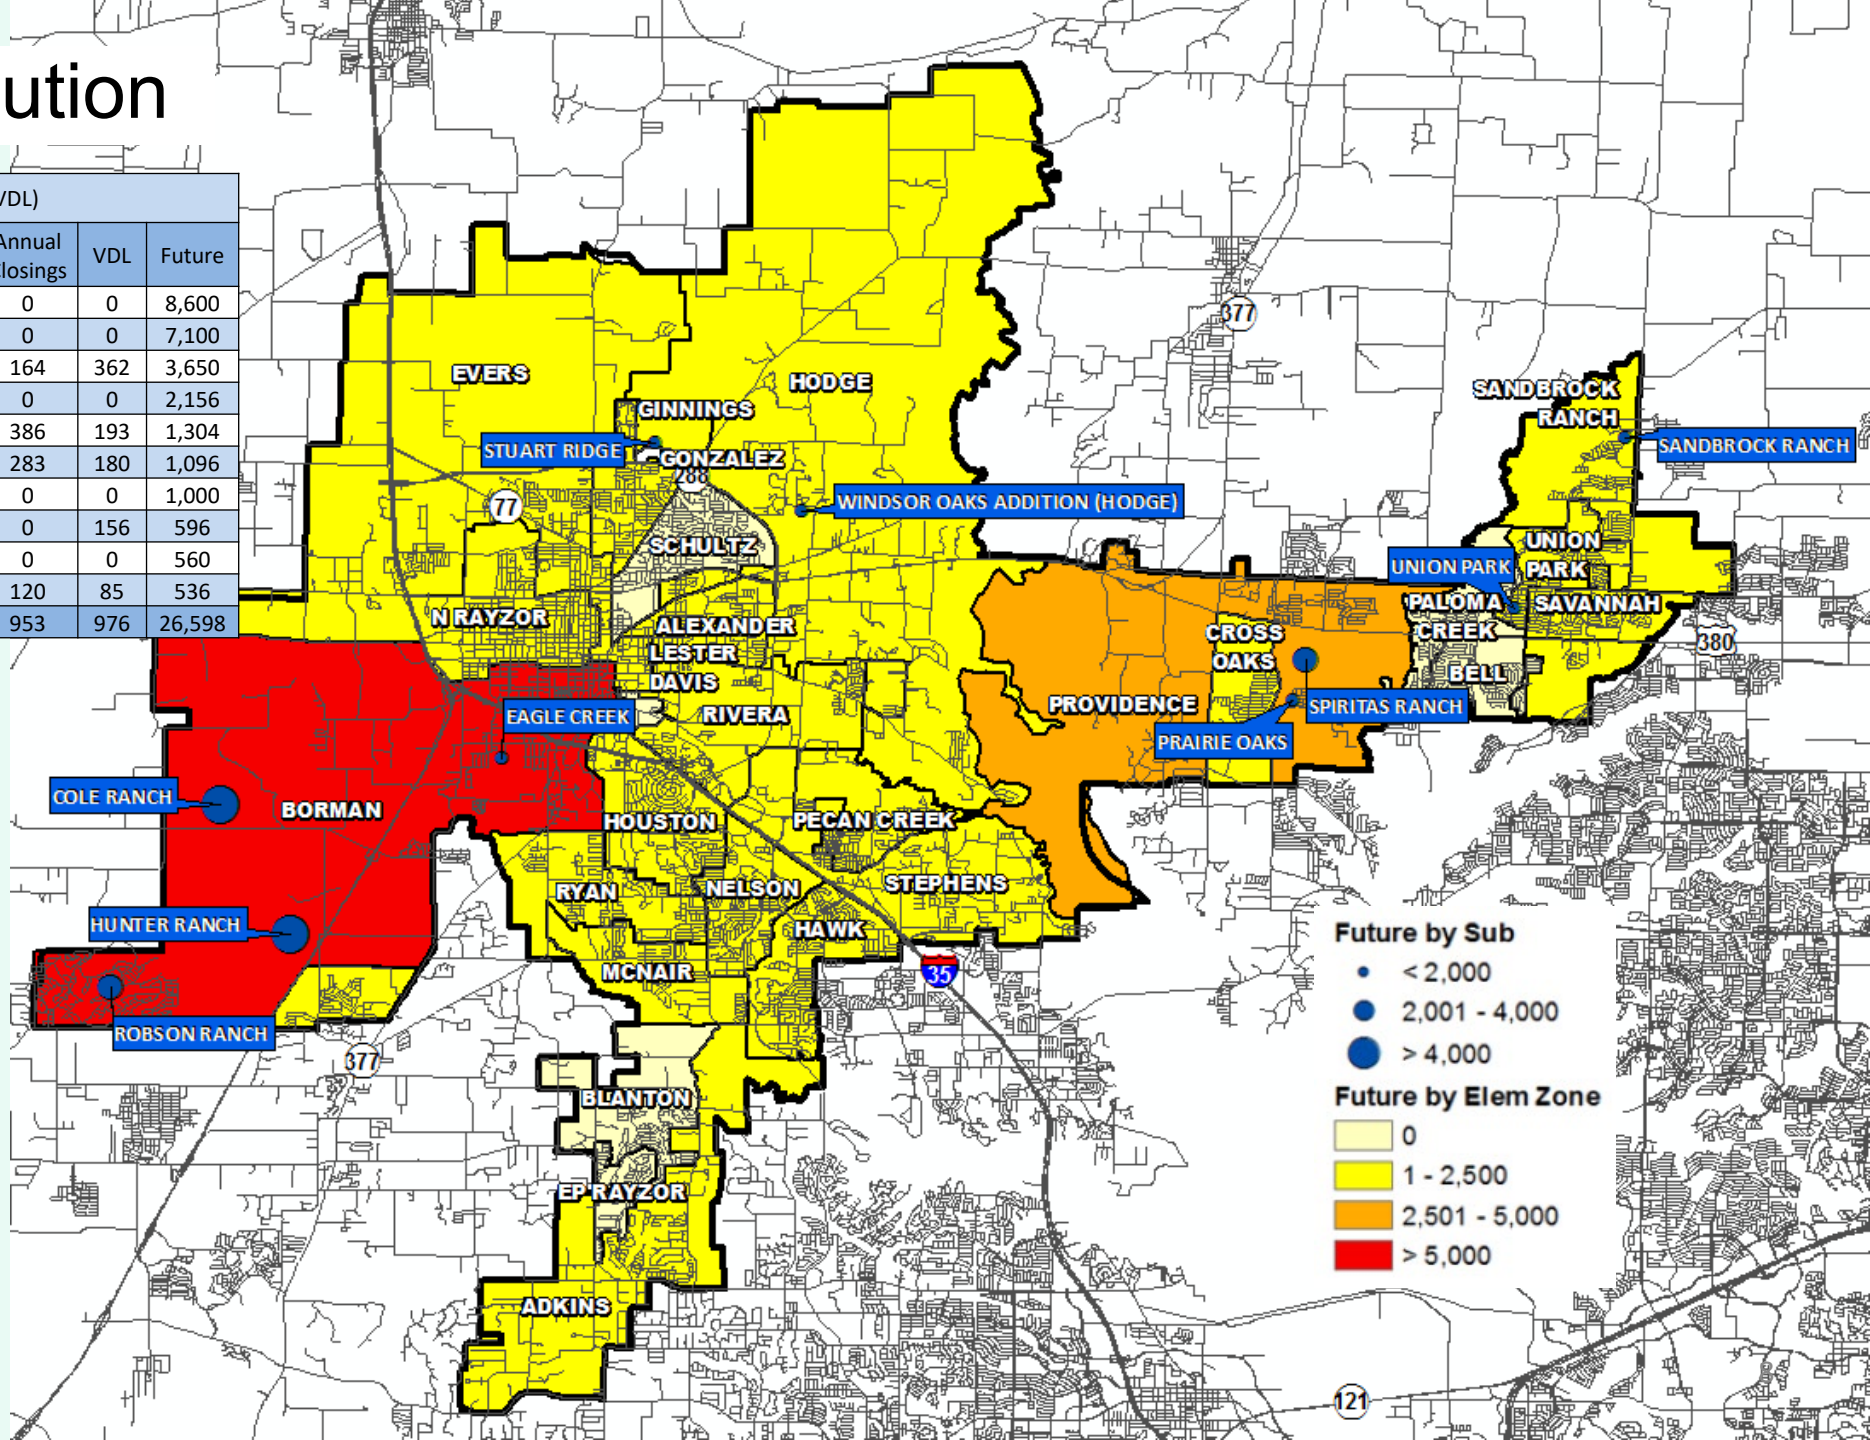 ution
VDL)
Annual
losings
VDL
Future
0 0 8,600
0 0 7,100
164 362 3,650
0 0 2,156
386 193 1,304
283 180 1,096
0 0 1,000
0 156 596
0 0 560
120 85 536
953 976 26,598
377
EVERS
HODGE
SANDBROCK
RANCH
GINNINGS
STUART RIDGE
GONZALEZ
SANDBROCK RANCH
288
77
WINDSOR OAKS ADDITION (HODGE)
SCHULTZ
UNION
PARK
UNION PARK
N RAYZOR
PALOMA
CREEK
SAVANNAH
ALEXANDER
CROSS
OAKS
380
LESTER
BELL
DAVIS
EAGLE CREEK
RIVERA
PROVIDENCE
SPIRITAS RANCH
PRAIRIE OAKS
COLE RANCH
BORMAN
HOUSTON
PECAN CREEK
RYAN
NELSON
STEPHENS
HUNTER RANCH
HAWK
MCNAIR
35
ROBSON RANCH
377
BLANTON
EP RAYZOR
ADKINS
121
Future by Sub
< 2,000
2,001 - 4,000
> 4,000
Future by Elem Zone
0
1 - 2,500
2,501 - 5,000
> 5,000